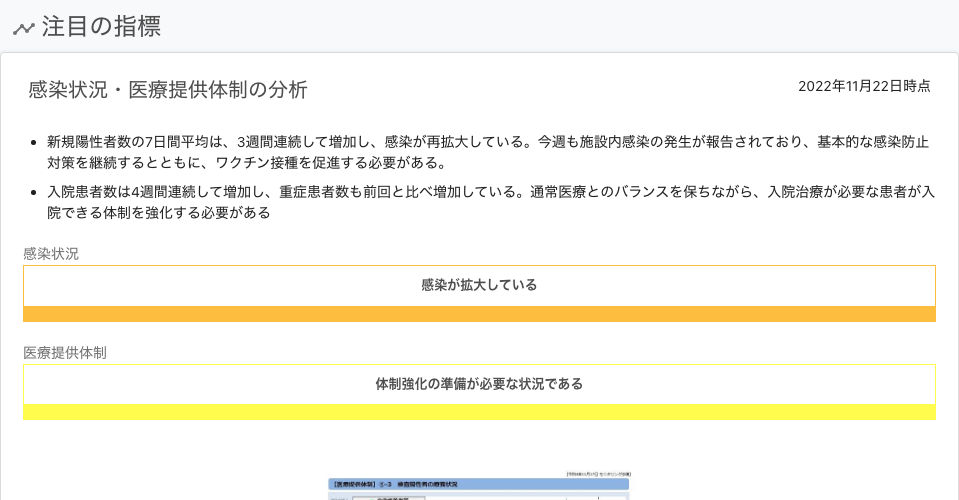 注目の指標
感染状況・医療提供体制の分析
2022年11月22日時点
新規陽性者数の7日間平均は、3週間連続して増加し、感染が再拡大している。今週も施設内感染の発生が報告されており、基本的な感染防止
対策を継続するとともに、ワクチン接種を促進する必要がある。
入院患者数は4週間連続して増加し、重症患者数も前回と比べ増加している。通常医療とのバランスを保ちながら、入院治療が必要な患者が入
院できる体制を強化する必要がある
感染状況
感染が拡大している
医療提供体制
体制強化の準備が必要な状況である
【医療提供体制】⑤-3 検査陽性者の療養状況